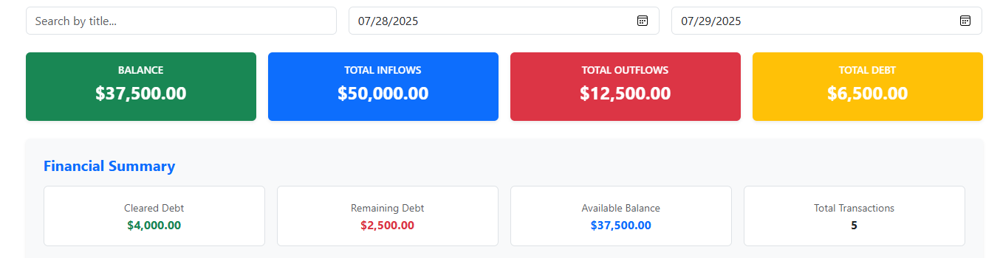 Search by title...
07/28/2025
07/29/2025
BALANCE
$37,500.00
TOTAL INFLOWS
$50,000.00
TOTAL OUTFLOWS
$12,500.00
TOTAL DEBT
$6,500.00
Financial Summary
Cleared Debt
$4,000.00
Remaining Debt
$2,500.00
Available Balance
$37,500.00
Total Transactions
5